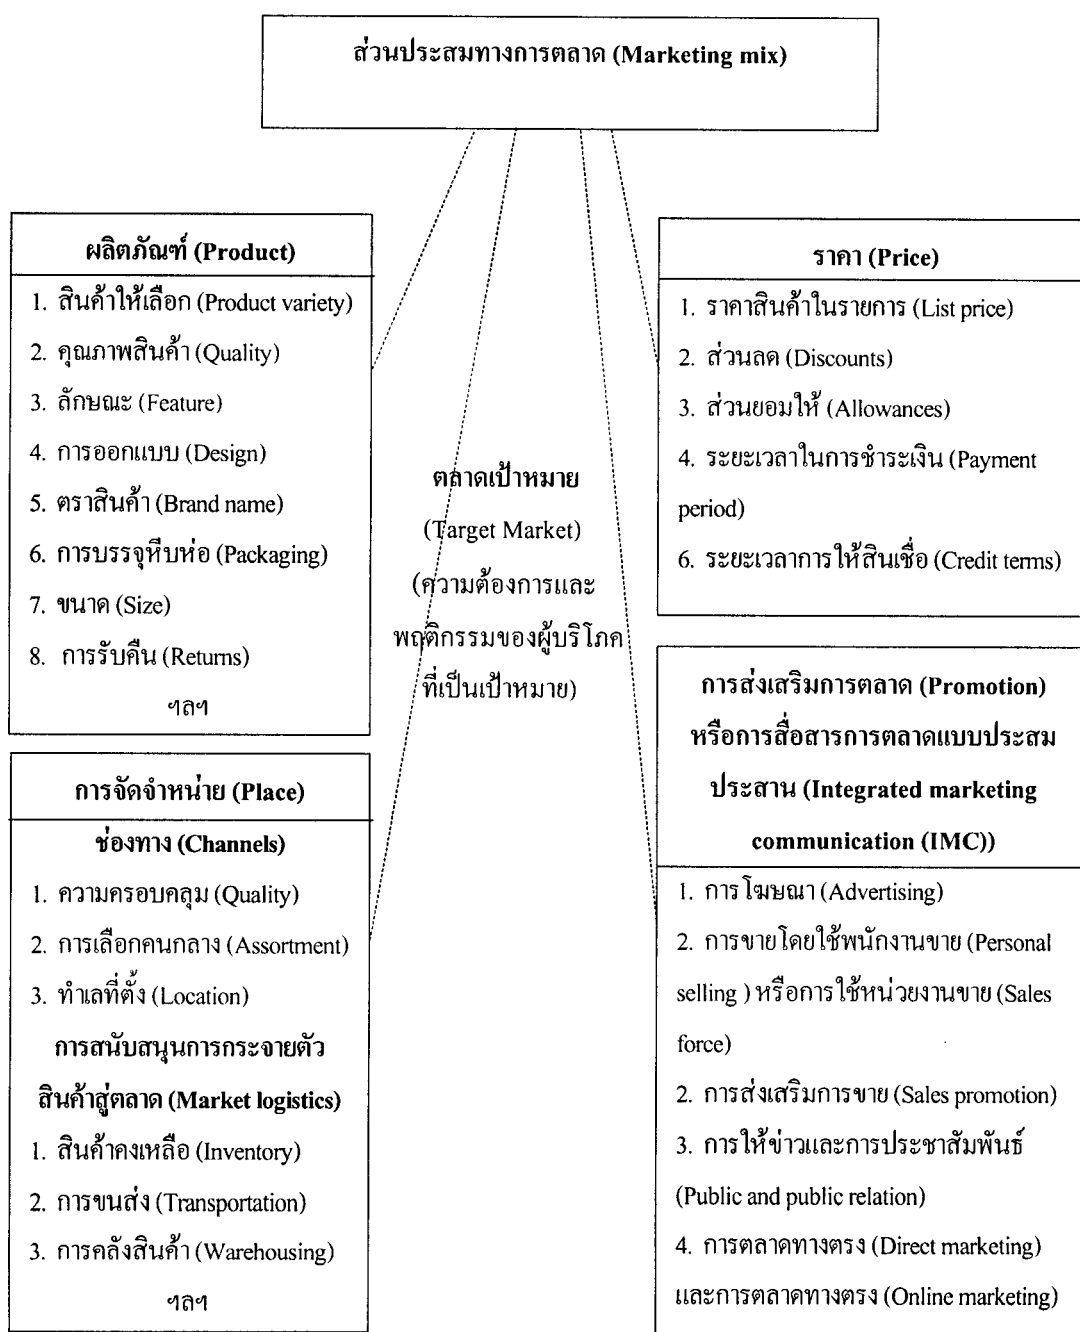 ส่วนประสมทางการตลาด (Marketing mix)
ผลิตภัณฑ์ (Product)
1. สินค้าให้เลือก (Product variety)
2. คุณภาพสินค้า (Quality)
3. ลักษณะ (Feature)
4. การออกแบบ (Design)
5. ตราสินค้า (Brand name)
6. การบรรจุหีบห่อ (Packaging)
7. ขนาด (Size)
8. การรับคืน (Returns)
ฯลฯ
การจัดจำหน่าย (Place)
ช่องทาง (Channels)
1. ความครอบคลุม (Quality)
2. การเลือกคนกลาง (Assortment)
3. ทำเลที่ตั้ง (Location)
การสนับสนุนการกระจายตัว
สินค้าสู่ตลาด (Market logistics)
1. สินค้าคงเหลือ (Inventory)
2. การขนส่ง (Transportation)
3. การคลังสินค้า (Warehousing)
ฯลฯ
ตลาดเป้าหมาย
(Target Market)
(ความต้องการและ
พฤติกรรมของผู้บริโภค
ที่เป็นเป้าหมาย)
ราคา (Price)
1. ราคาสินค้าในรายการ (List price)
2. ส่วนลด (Discounts)
3. ส่วนยอมให้ (Allowances)
4. ระยะเวลาในการชำระเงิน (Payment
period)
6. ระยะเวลาการให้สินเชื่อ (Credit terms)
การส่งเสริมการตลาด (Promotion)
หรือการสื่อสารการตลาดแบบประสม
ประสาน (Integrated marketing
communication (IMC))
1. การโฆษณา (Advertising)
2. การขายโดยใช้พนักงานขาย (Personal
selling ) หรือการใช้หน่วยงานขาย (Sales
force)
2. การส่งเสริมการขาย (Sales promotion)
3. การให้ข่าวและการประชาสัมพันธ์
(Public and public relation)
4. การตลาดทางตรง (Direct marketing)
และการตลาดทางตรง (Online marketing)